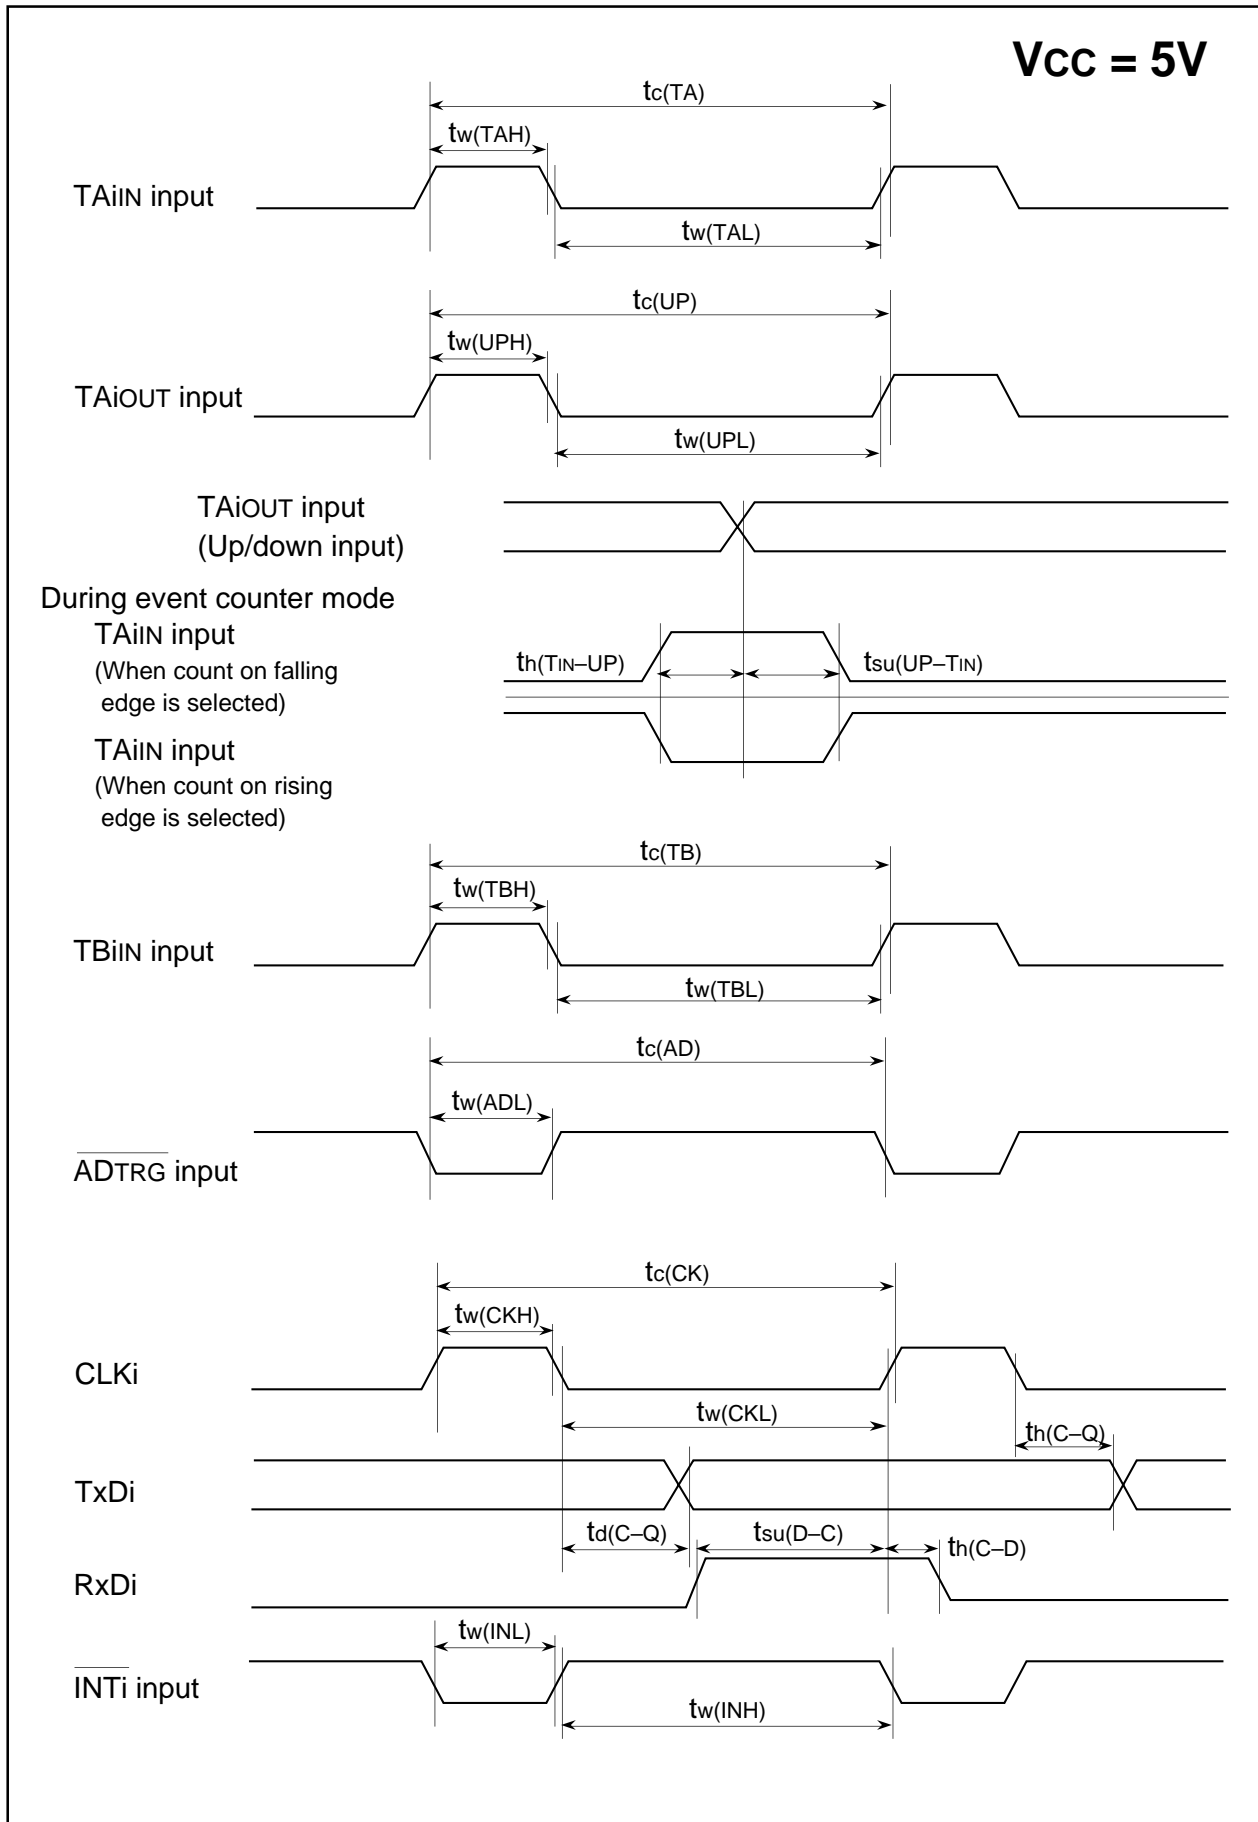 VCC = 5V
tc(TA)
tw(TAH)
TAiIN input
tw(TAL)
tc(UP)
tw(UPH)
TAiOUT input
tw(UPL)
TAiOUT input
(Up/down input)
During event counter mode
TAiIN input
(When count on falling
edge is selected)
th(TIN–UP)
tsu(UP–TIN)
TAiIN input
(When count on rising
edge is selected)
tc(TB)
tw(TBH)
TBiIN input
tw(TBL)
tc(AD)
tw(ADL)
ADTRG input
tc(CK)
tw(CKH)
CLKi
tw(CKL)
th(C–Q)
TxDi
td(C–Q)
tsu(D–C)
th(C–D)
RxDi
tw(INL)
INTi input
tw(INH)